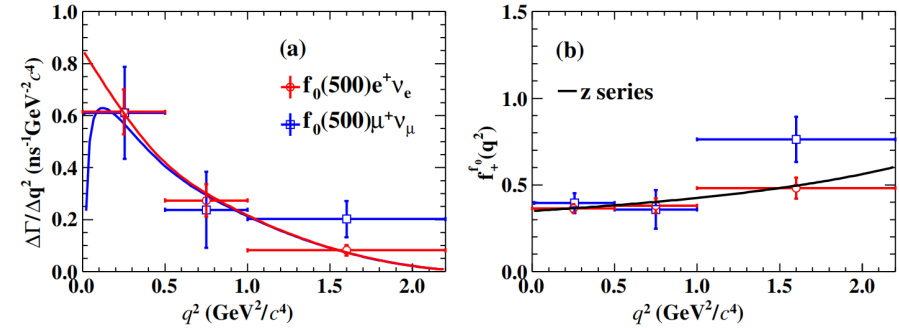 1.0
0.8
0.6
0.4
0.2
0.0
ΔΓ/Δq² (ns⁻¹GeV⁻²c⁴)
(a)
f₀(500)e⁺νₑ
f₀(500)μ⁺ν_μ
0.0 0.5 1.0 1.5 2.0
q² (GeV²/c⁴)
1.5
1.0
0.5
0.0
f₊^f₀(q²)
(b)
z series
0.0 0.5 1.0 1.5 2.0
q² (GeV²/c⁴)